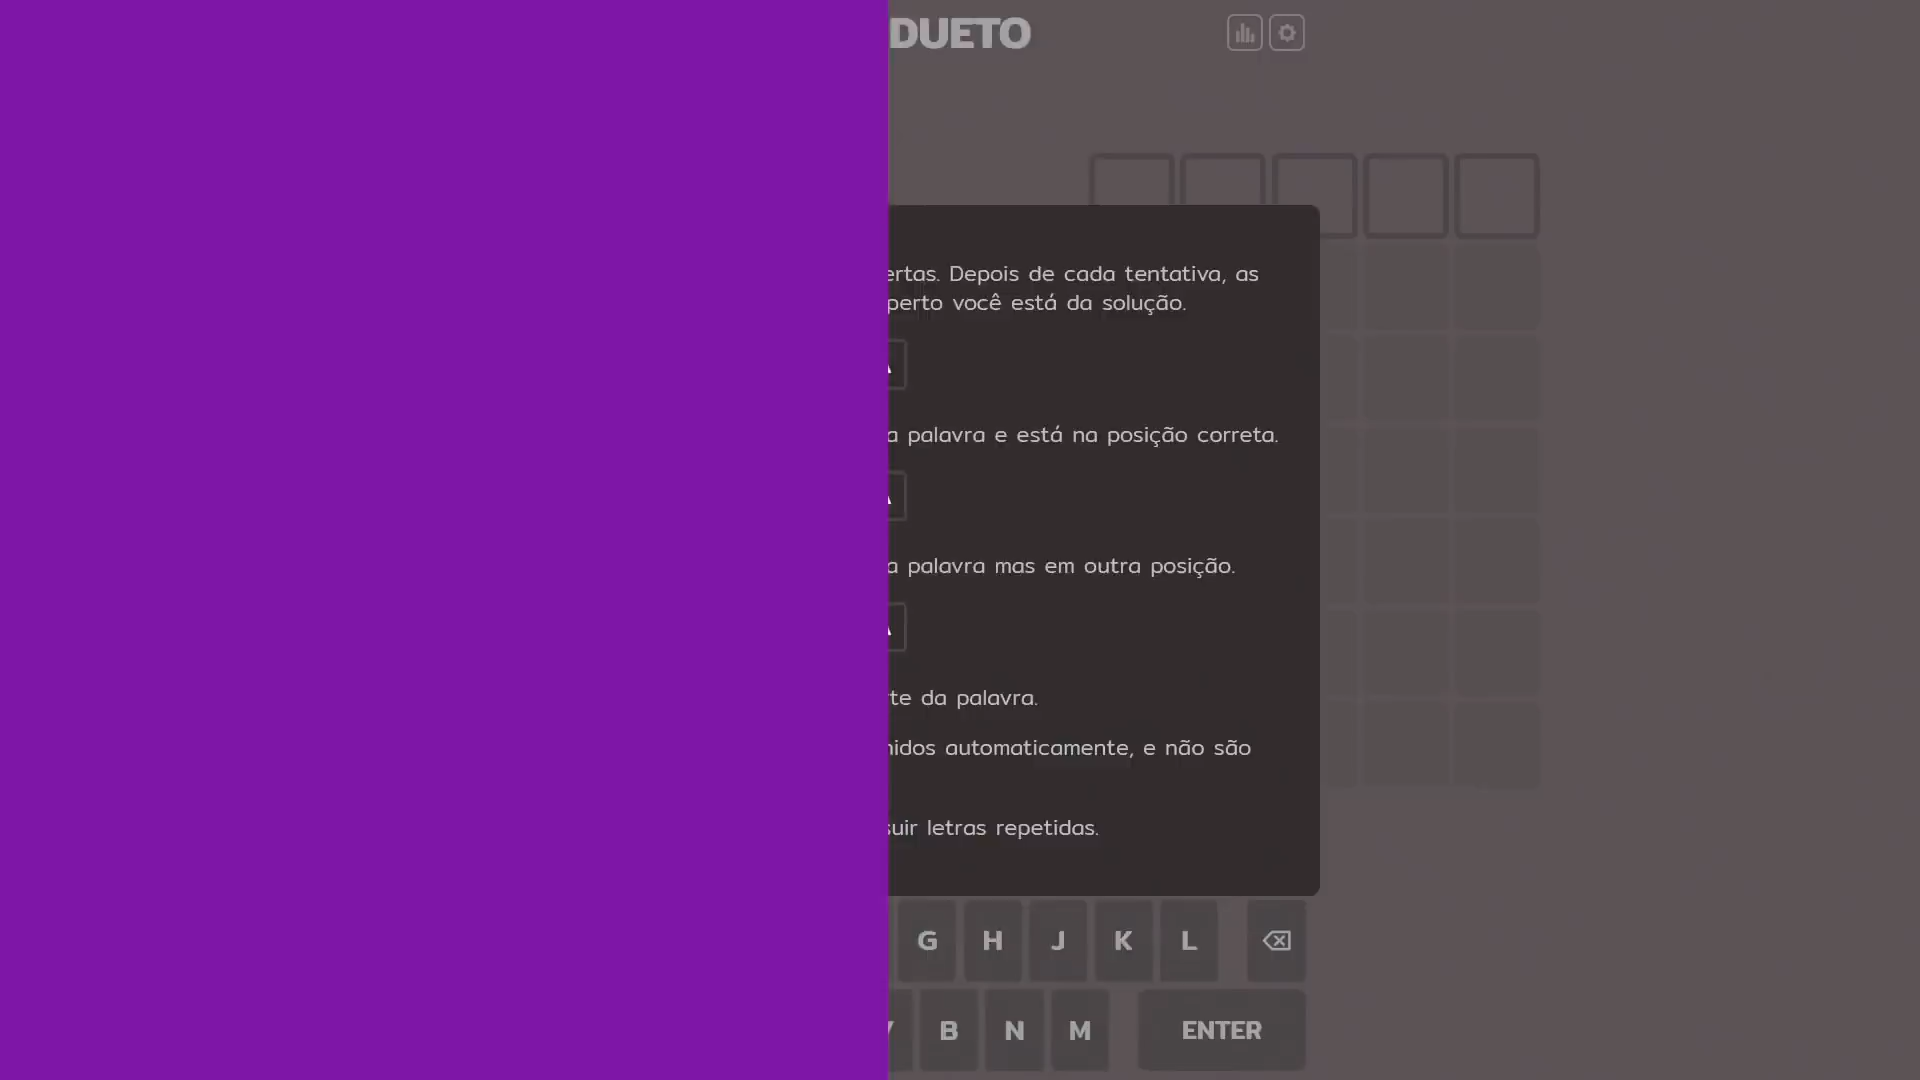 DUETO
ertas. Depois de cada tentativa, as
perto você está da solução.
a palavra e está na posição correta.
a palavra mas em outra posição.
te da palavra.
nidos automaticamente, e não são
suir letras repetidas.
G H J K L
B N M ENTER